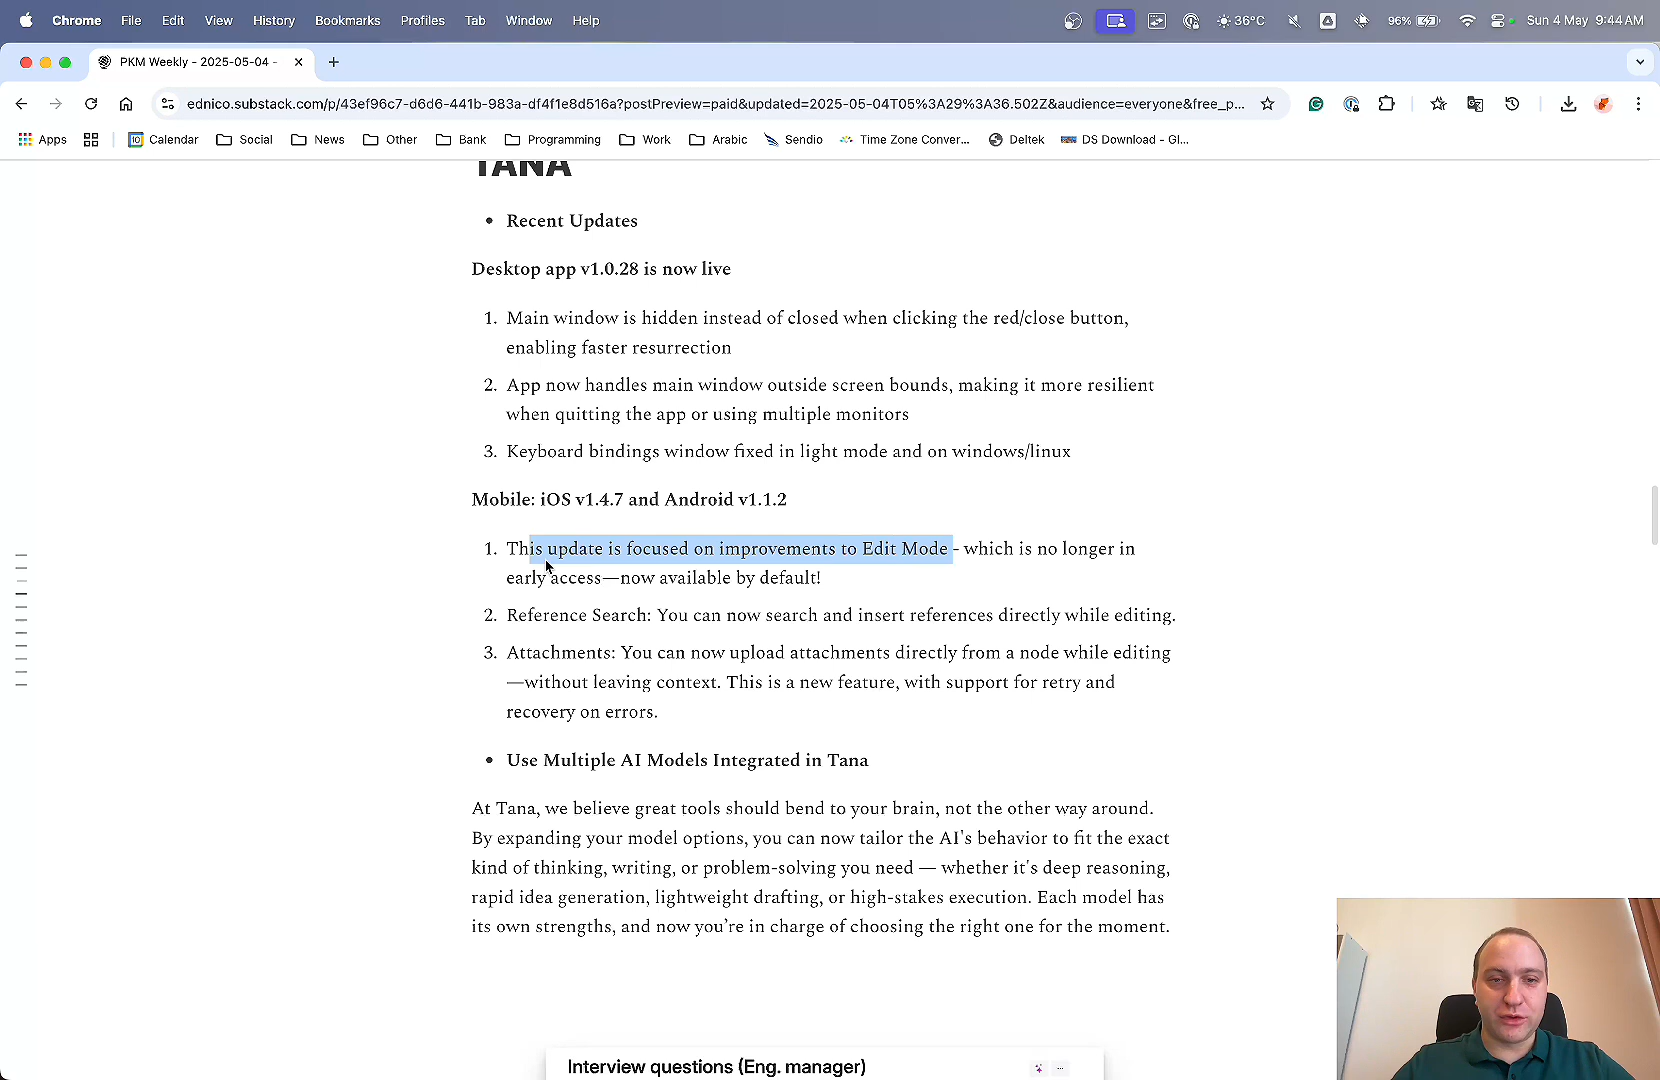 Chrome File Edit View History Bookmarks Profiles Tab Window Help 36°C 96% Sun 4 May 9:44 AM
PKM Weekly - 2025-05-04 -
ednico.substack.com/p/43ef96c7-d6d6-441b-983a-df4f1e8d516a?postPreview=paid&updated=2025-05-04T05%3A29%3A36.502Z&audience=everyone&free_p...
Apps 10 Calendar Social News Other Bank Programming Work Arabic Sendio Time Zone Conver... Deltek DS Download - Gl...
TANA
• Recent Updates
Desktop app v1.0.28 is now live
1. Main window is hidden instead of closed when clicking the red/close button,
enabling faster resurrection
2. App now handles main window outside screen bounds, making it more resilient
when quitting the app or using multiple monitors
3. Keyboard bindings window fixed in light mode and on windows/linux
Mobile: iOS v1.4.7 and Android v1.1.2
1. This update is focused on improvements to Edit Mode - which is no longer in
early access—now available by default!
2. Reference Search: You can now search and insert references directly while editing.
3. Attachments: You can now upload attachments directly from a node while editing
—without leaving context. This is a new feature, with support for retry and
recovery on errors.
• Use Multiple AI Models Integrated in Tana
At Tana, we believe great tools should bend to your brain, not the other way around.
By expanding your model options, you can now tailor the AI's behavior to fit the exact
kind of thinking, writing, or problem-solving you need — whether it's deep reasoning,
rapid idea generation, lightweight drafting, or high-stakes execution. Each model has
its own strengths, and now you’re in charge of choosing the right one for the moment.
Interview questions (Eng. manager)